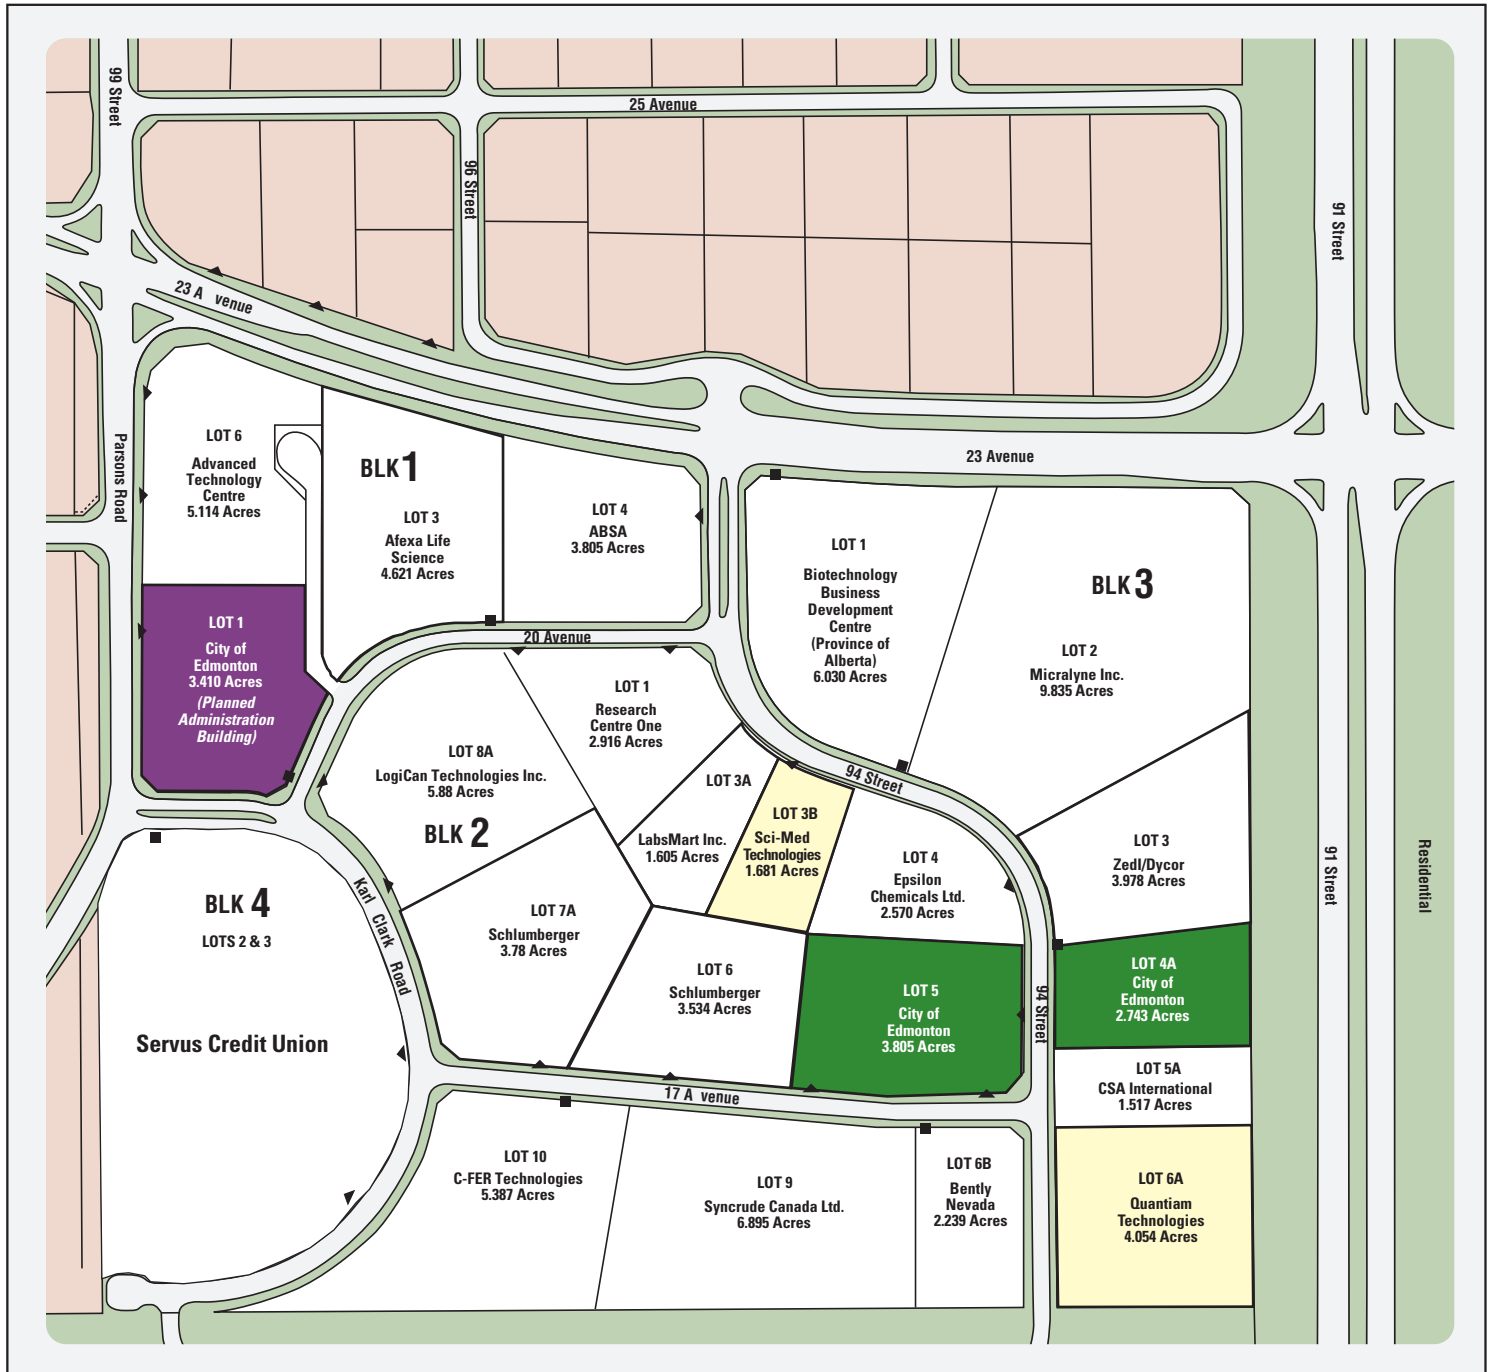 99 Street
25 Avenue
96 Street
91 Street
23 A venue
23 Avenue
Parsons Road
LOT 6
Advanced
Technology
Centre
5.114 Acres
BLK 1
LOT 3
Afexa Life
Science
4.621 Acres
LOT 4
ABSA
3.805 Acres
LOT 1
Biotechnology
Business
Development
Centre
(Province of
Alberta)
6.030 Acres
BLK 3
LOT 2
Micralyne Inc.
9.835 Acres
LOT 1
City of
Edmonton
3.410 Acres
(Planned
Administration
Building)
20 Avenue
LOT 1
Research
Centre One
2.916 Acres
LOT 8A
LogiCan Technologies Inc.
5.88 Acres
BLK 2
LOT 3A
LabsMart Inc.
1.605 Acres
LOT 3B
Sci-Med
Technologies
1.681 Acres
94 Street
LOT 4
Epsilon
Chemicals Ltd.
2.570 Acres
LOT 3
Zedl/Dycor
3.978 Acres
91 Street
Residential
BLK 4
LOTS 2 & 3
Servus Credit Union
Karl Clark Road
LOT 7A
Schlumberger
3.78 Acres
LOT 6
Schlumberger
3.534 Acres
LOT 5
City of
Edmonton
3.805 Acres
94 Street
LOT 4A
City of
Edmonton
2.743 Acres
LOT 5A
CSA International
1.517 Acres
17 A venue
LOT 10
C-FER Technologies
5.387 Acres
LOT 9
Syncrude Canada Ltd.
6.895 Acres
LOT 6B
Bently
Nevada
2.239 Acres
LOT 6A
Quantiam
Technologies
4.054 Acres